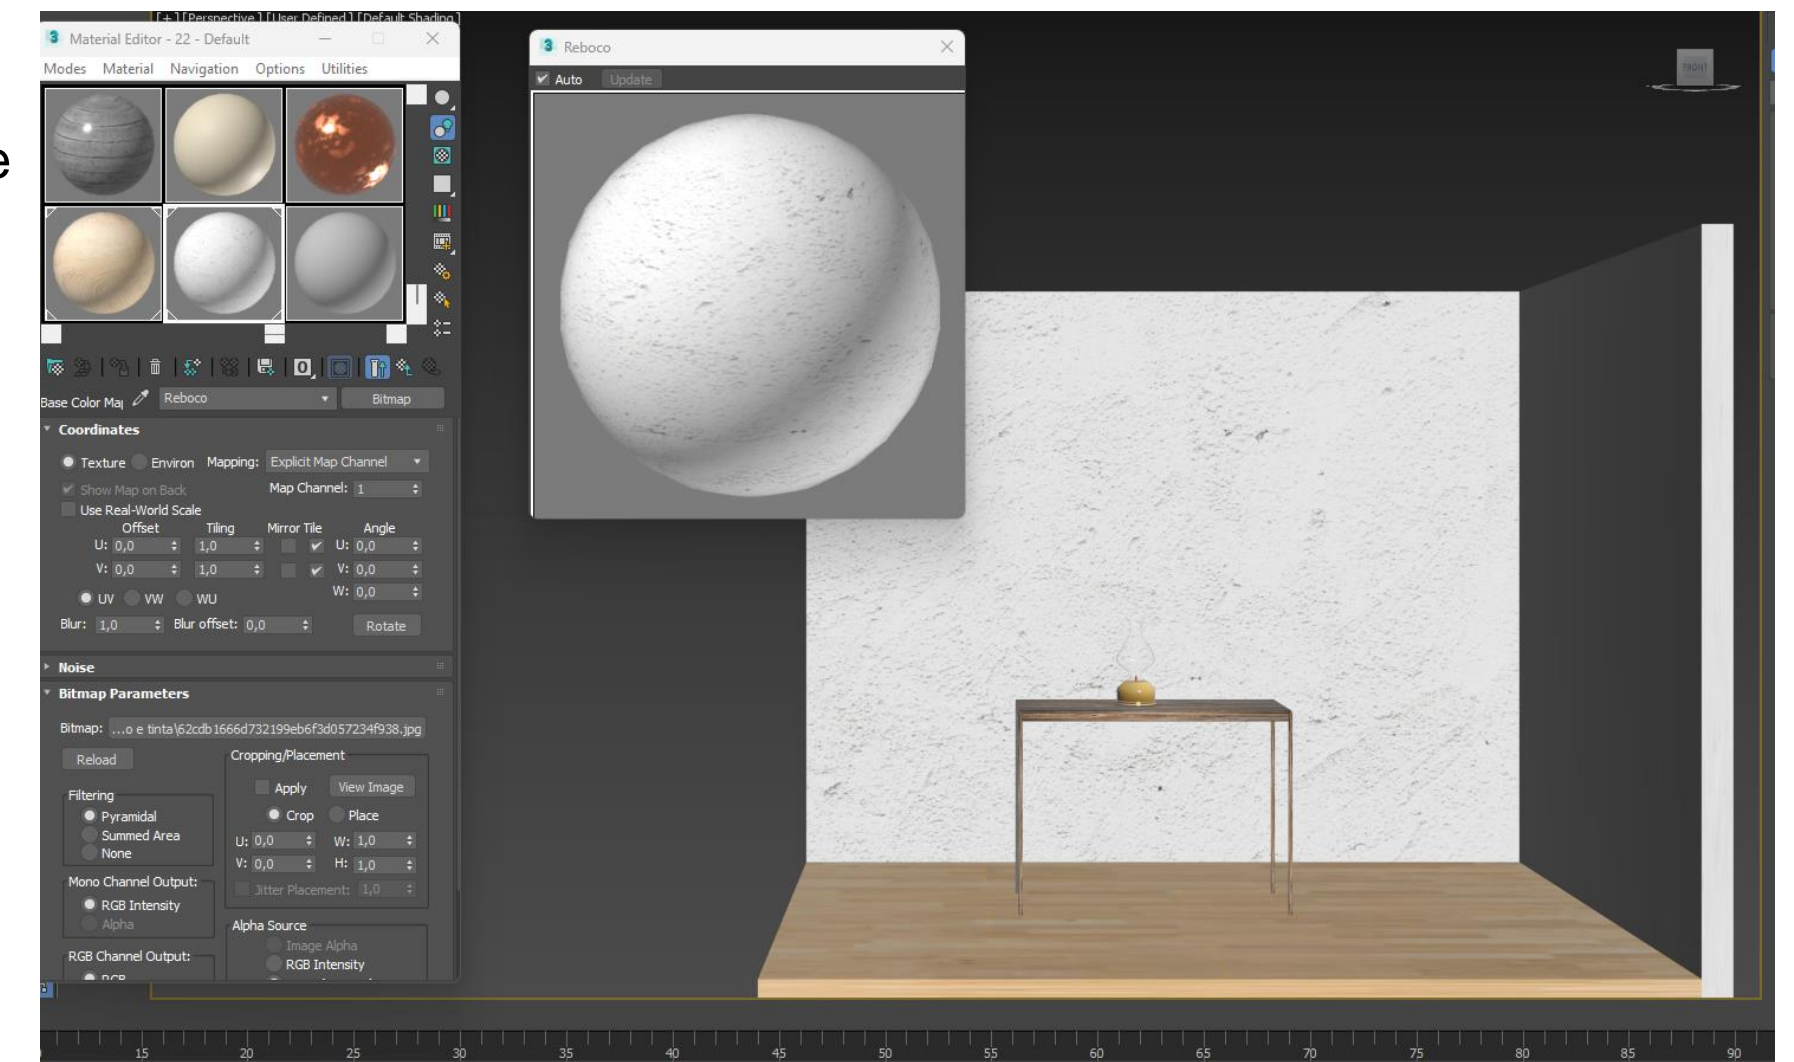 e
[+] [Perspective] [User Defined] [Default Shading]
Material Editor - 22 - Default
Modes Material Navigation Options Utilities
Base Color Ma
Reboco
Bitmap
Coordinates
Texture Environ Mapping: Explicit Map Channel
Show Map on Back Map Channel: 1
Use Real-World Scale
Offset Tiling Mirror Tile Angle
U: 0,0 1,0 U: 0,0
V: 0,0 1,0 V: 0,0
W: 0,0
UV VW WU
Blur: 1,0 Blur offset: 0,0 Rotate
Noise
Bitmap Parameters
Bitmap: ...o e tinta\62cdb1666d732199eb6f3d057234f938.jpg
Reload
Cropping/Placement
Apply View Image
Crop Place
U: 0,0 W: 1,0
V: 0,0 H: 1,0
Jitter Placement: 1,0
Filtering
Pyramidal
Summed Area
None
Mono Channel Output:
RGB Intensity
Alpha
RGB Channel Output:
RGB
Alpha Source
Image Alpha
RGB Intensity
Reboco
Auto Update
FRONT
15 20 25 30 35 40 45 50 55 60 65 70 75 80 85 90